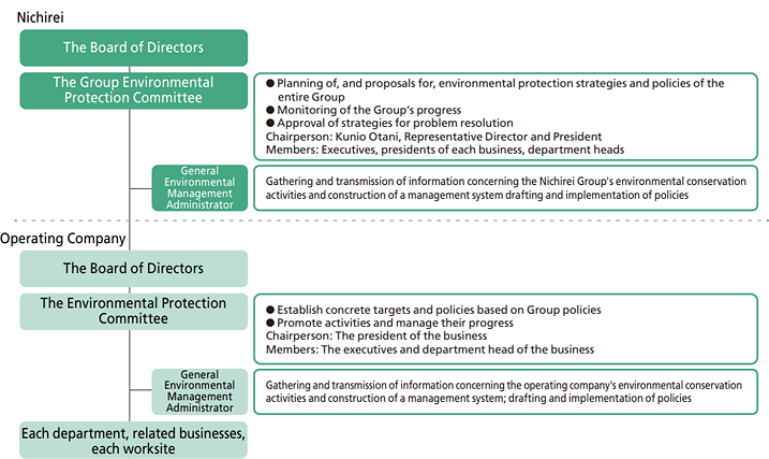 Nichirei
The Board of Directors
The Group Environmental
Protection Committee
● Planning of, and proposals for, environmental protection strategies and policies of the
entire Group
● Monitoring of the Group's progress
● Approval of strategies for problem resolution
Chairperson: Kunio Otani, Representative Director and President
Members: Executives, presidents of each business, department heads
General
Environmental
Management
Administrator
Gathering and transmission of information concerning the Nichirei Group's environmental conservation
activities and construction of a management system drafting and implementation of policies
Operating Company
The Board of Directors
The Environmental Protection
Committee
● Establish concrete targets and policies based on Group policies
● Promote activities and manage their progress
Chairperson: The president of the business
Members: The executives and department head of the business
General
Environmental
Management
Administrator
Gathering and transmission of information concerning the operating company's environmental conservation
activities and construction of a management system; drafting and implementation of policies
Each department, related businesses,
each worksite